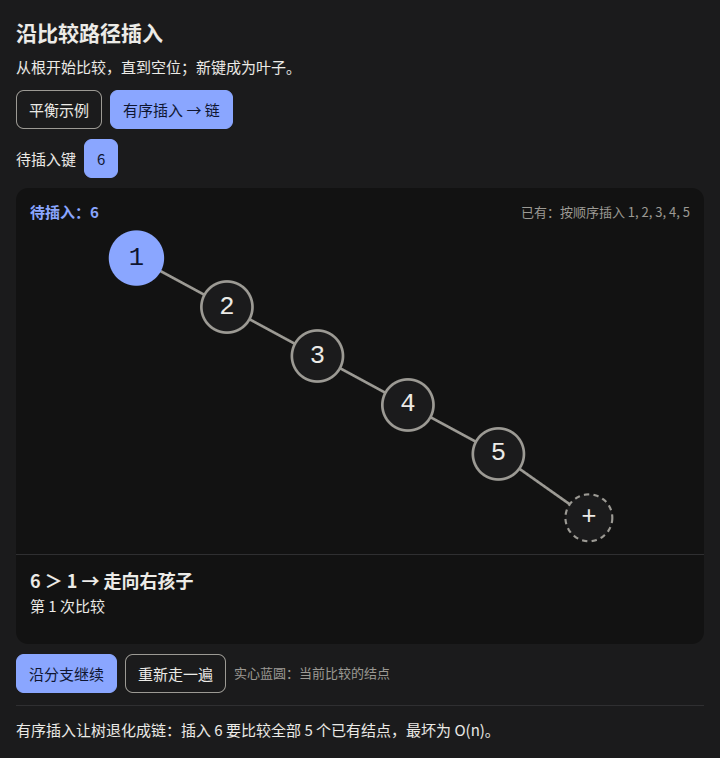 沿比较路径插入
从根开始比较，直到空位；新键成为叶子。
平衡示例 有序插入 → 链
待插入键 6
待插入：6 已有：按顺序插入 1, 2, 3, 4, 5
1
2
3
4
5
+
6 > 1 → 走向右孩子
第 1 次比较
沿分支继续 重新走一遍 实心蓝圆：当前比较的结点
有序插入让树退化成链：插入 6 要比较全部 5 个已有结点，最坏为 O(n)。